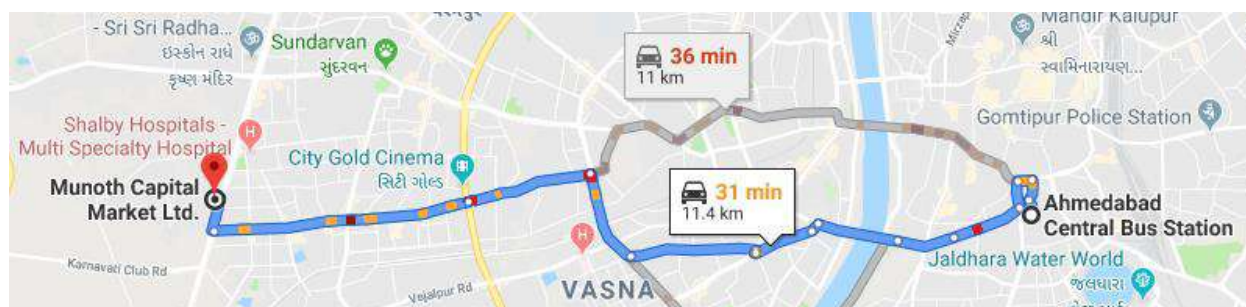 - Sri Sri Radha...
ઇસ્કોન રાધે
કૃષ્ણ મંદિર
Sundarvan
સુંદરવન
36 min
11 km
Mandir Kalupur
શ્રી
સ્વામિનારાયણ...
Shalby Hospitals -
Multi Specialty Hospital
H
Gomtipur Police Station
City Gold Cinema
સિટી ગોલ્ડ
Munoth Capital
Market Ltd.
31 min
11.4 km
Ahmedabad
Central Bus Station
H
Karnavati Club Rd
Vejalpur Rd
VASNA
Jaldhara Water World
જલધારા